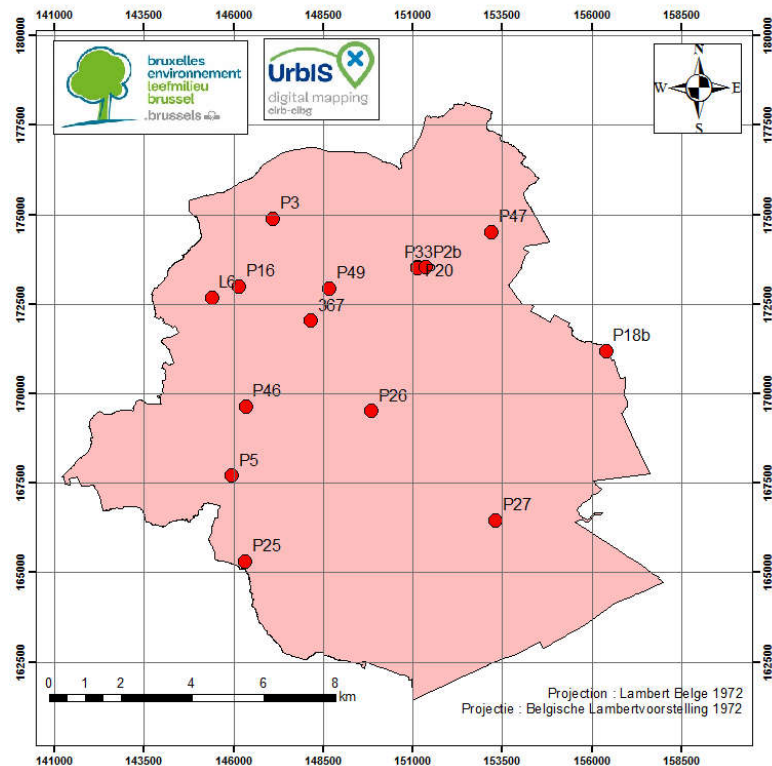 141000 143500 146000 148500 151000 153500 156000 158500
180000
bruxelles
environnement
leefmilieu
brussel
.brussels
UrbIS
digital mapping
cirb-cibg
N
W E
S
177500
175000
P3
P47
P33 P2b
P20
P16
P49
L6
367
172500
P18b
170000
P46
P26
167500
P5
P27
P25
165000
162500
0 1 2 4 6 8
km
Projection : Lambert Belge 1972
Projectie : Belgische Lambertvoorstelling 1972
180000
177500
175000
172500
170000
167500
165000
162500
141000 143500 146000 148500 151000 153500 156000 158500